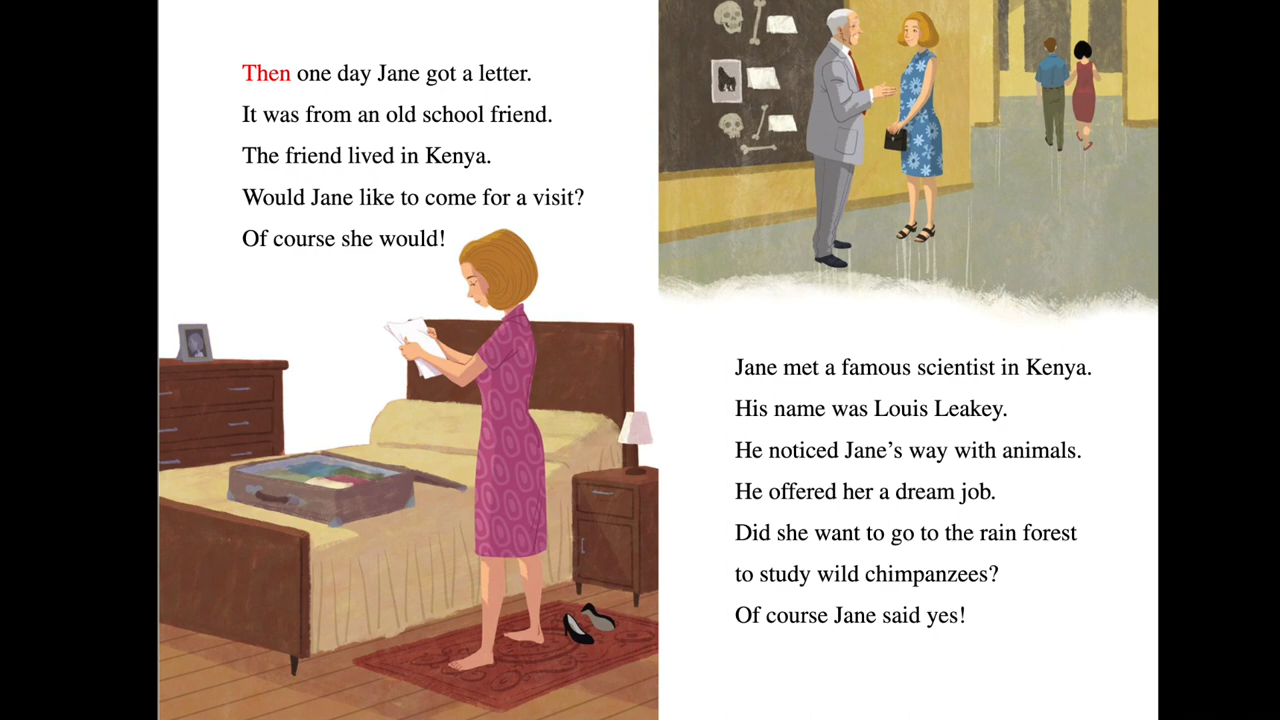 Then one day Jane got a letter.
It was from an old school friend.
The friend lived in Kenya.
Would Jane like to come for a visit?
Of course she would!
Jane met a famous scientist in Kenya.
His name was Louis Leakey.
He noticed Jane’s way with animals.
He offered her a dream job.
Did she want to go to the rain forest
to study wild chimpanzees?
Of course Jane said yes!